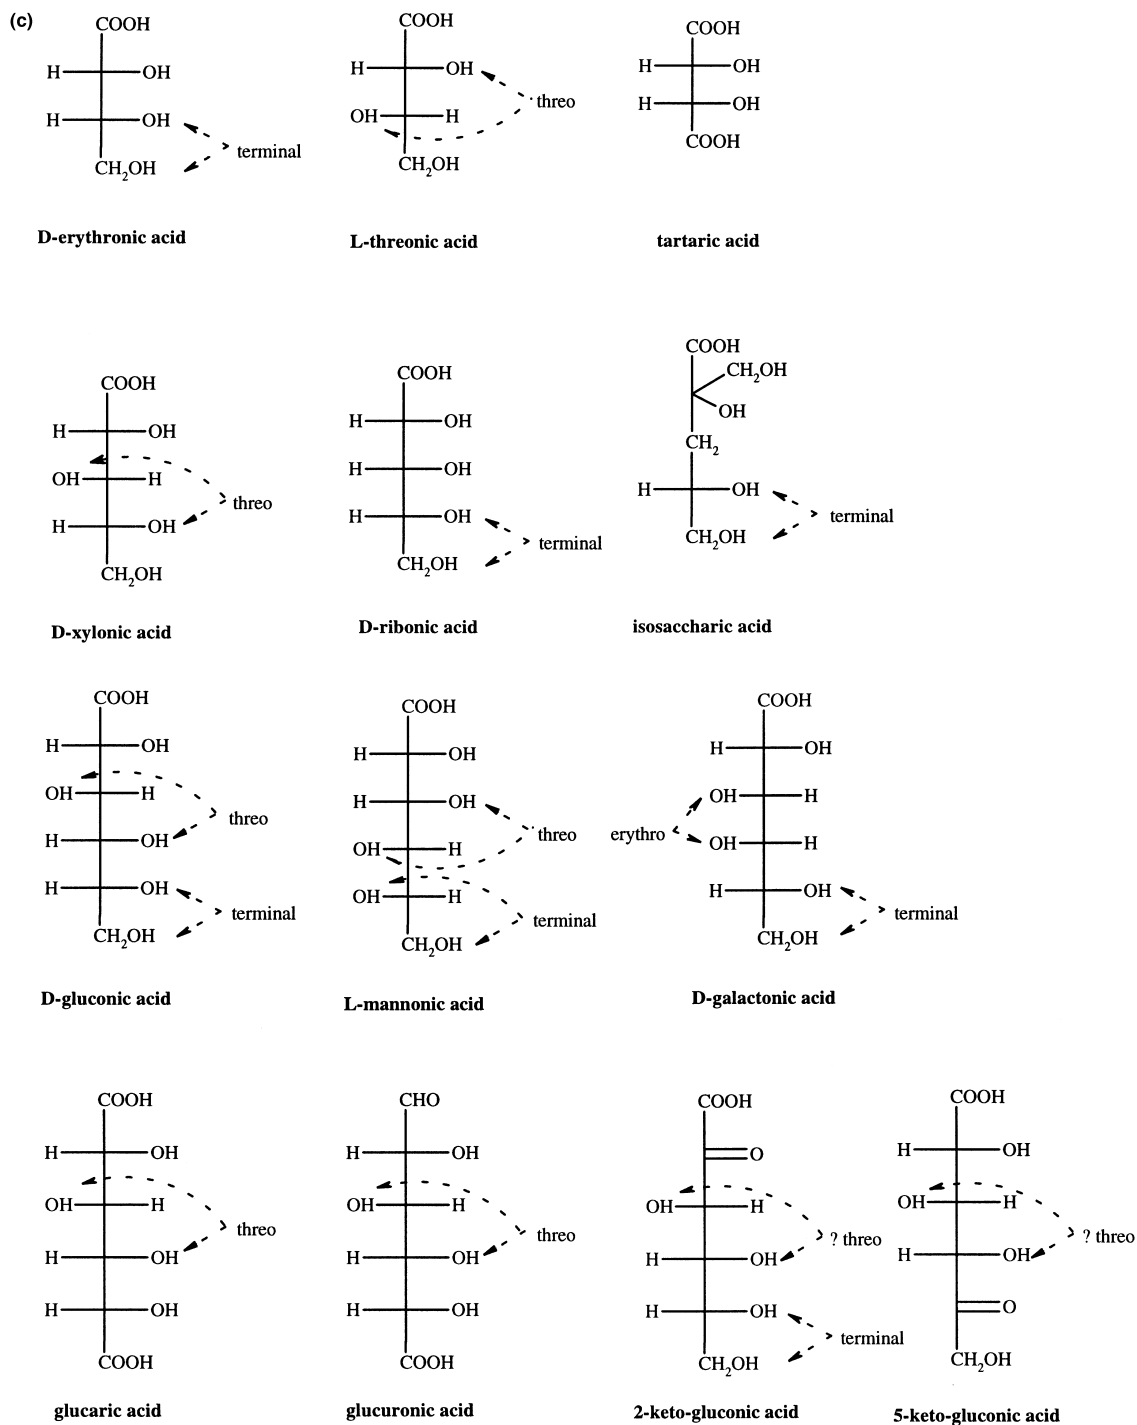 (c)
COOH
H OH
H OH
CH2OH
terminal
D-erythronic acid
COOH
H OH
OH H
CH2OH
threo
L-threonic acid
COOH
H OH
H OH
COOH
tartaric acid
COOH
H OH
OH H
H OH
CH2OH
threo
D-xylonic acid
COOH
H OH
H OH
H OH
CH2OH
terminal
D-ribonic acid
COOH
CH2OH
OH
CH2
H OH
CH2OH
terminal
isosaccharic acid
COOH
H OH
OH H
H OH
H OH
CH2OH
threo
terminal
D-gluconic acid
COOH
H OH
H OH
OH H
OH H
CH2OH
threo
terminal
L-mannonic acid
COOH
H OH
OH H
OH H
H OH
CH2OH
erythro
terminal
D-galactonic acid
COOH
H OH
OH H
H OH
H OH
COOH
threo
glucaric acid
CHO
H OH
OH H
H OH
H OH
COOH
threo
glucuronic acid
COOH
O
OH H
H OH
H OH
CH2OH
? threo
terminal
2-keto-gluconic acid
COOH
H OH
OH H
H OH
O
CH2OH
? threo
5-keto-gluconic acid